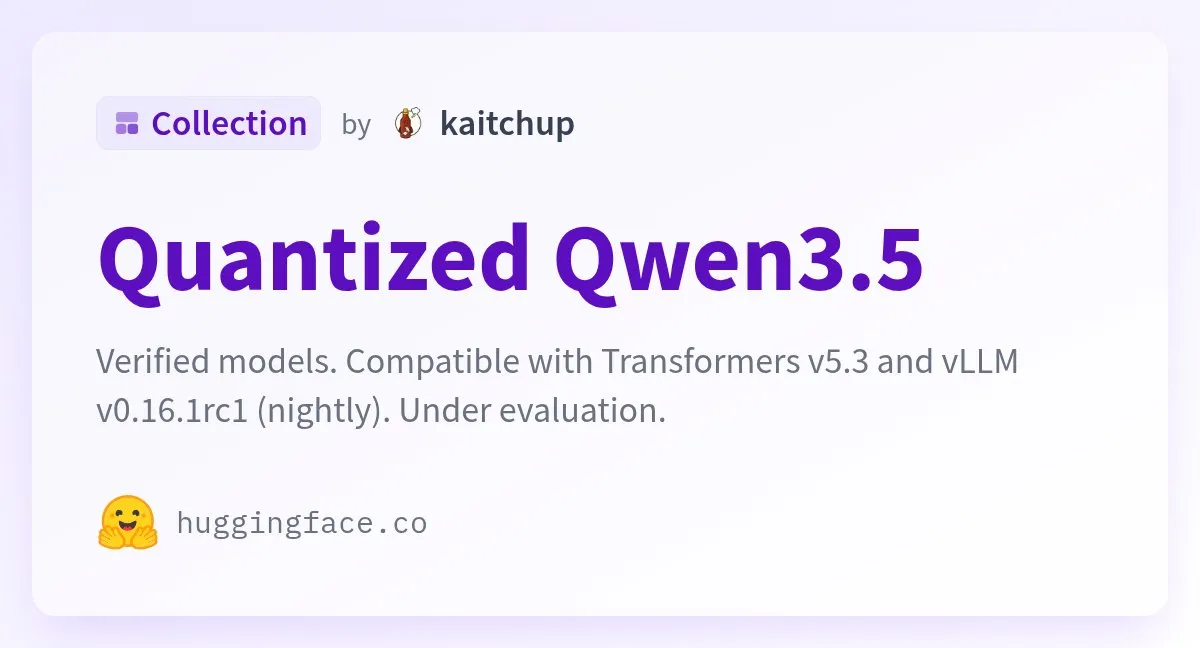 Collection by kaitchup
Quantized Qwen3.5
Verified models. Compatible with Transformers v5.3 and vLLM
v0.16.1rc1 (nightly). Under evaluation.
huggingface.co